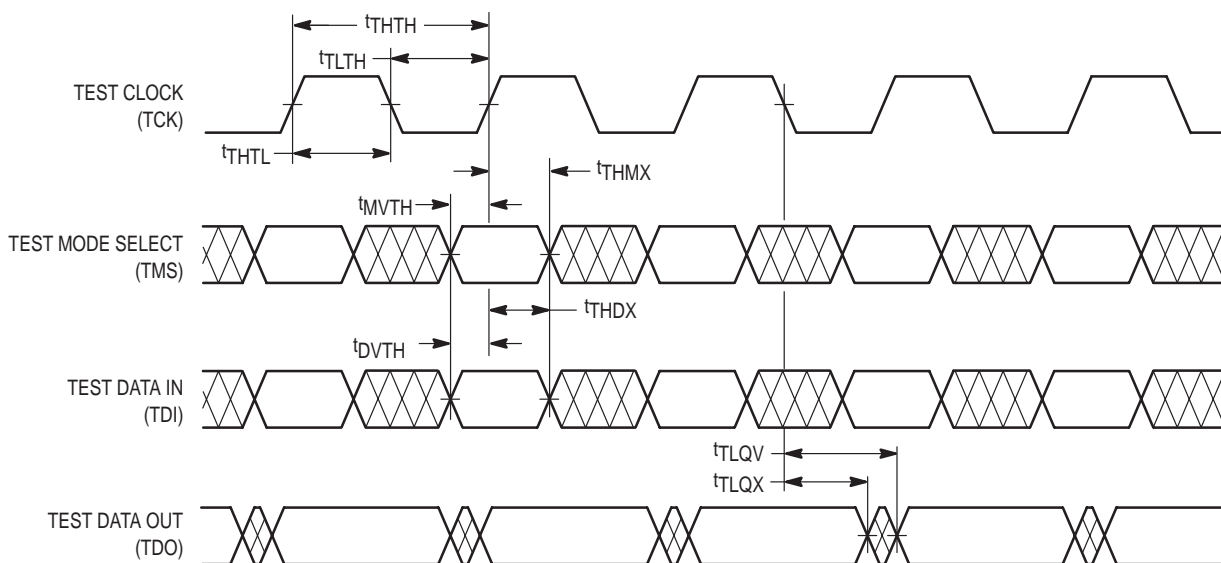 tTHTH
tTLTH
TEST CLOCK
(TCK)
tTHTL
tTHMX
tMVTH
TEST MODE SELECT
(TMS)
tTHDX
tDVTH
TEST DATA IN
(TDI)
tTLQV
tTLQX
TEST DATA OUT
(TDO)